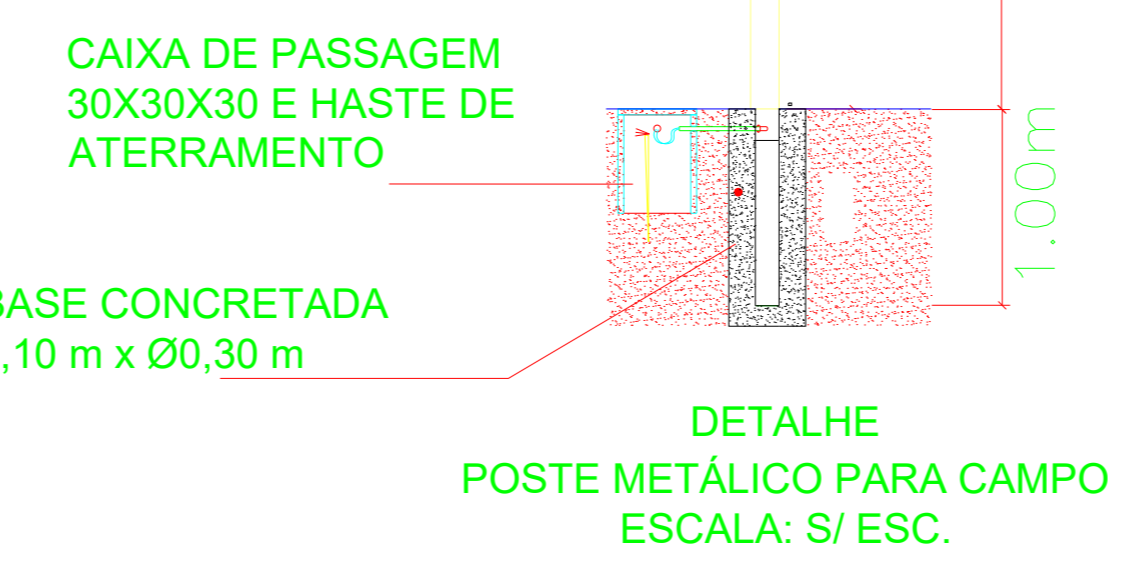 CAIXA DE PASSAGEM
30X30X30 E HASTE DE
ATERRAMENTO
1.00m
BASE CONCRETADA
,10 m x Ø0,30 m
DETALHE
POSTE METÁLICO PARA CAMPO
ESCALA: S/ ESC.